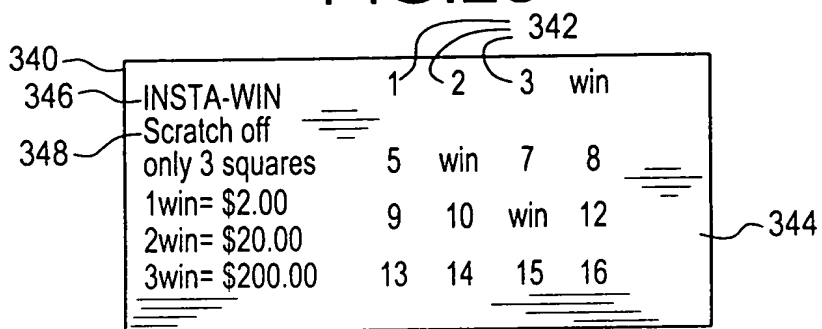 342
340
346
INSTA-WIN
1 2 3 win
348
Scratch off
only 3 squares
5 win 7 8
1win= $2.00
9 10 win 12
344
2win= $20.00
3win= $200.00
13 14 15 16